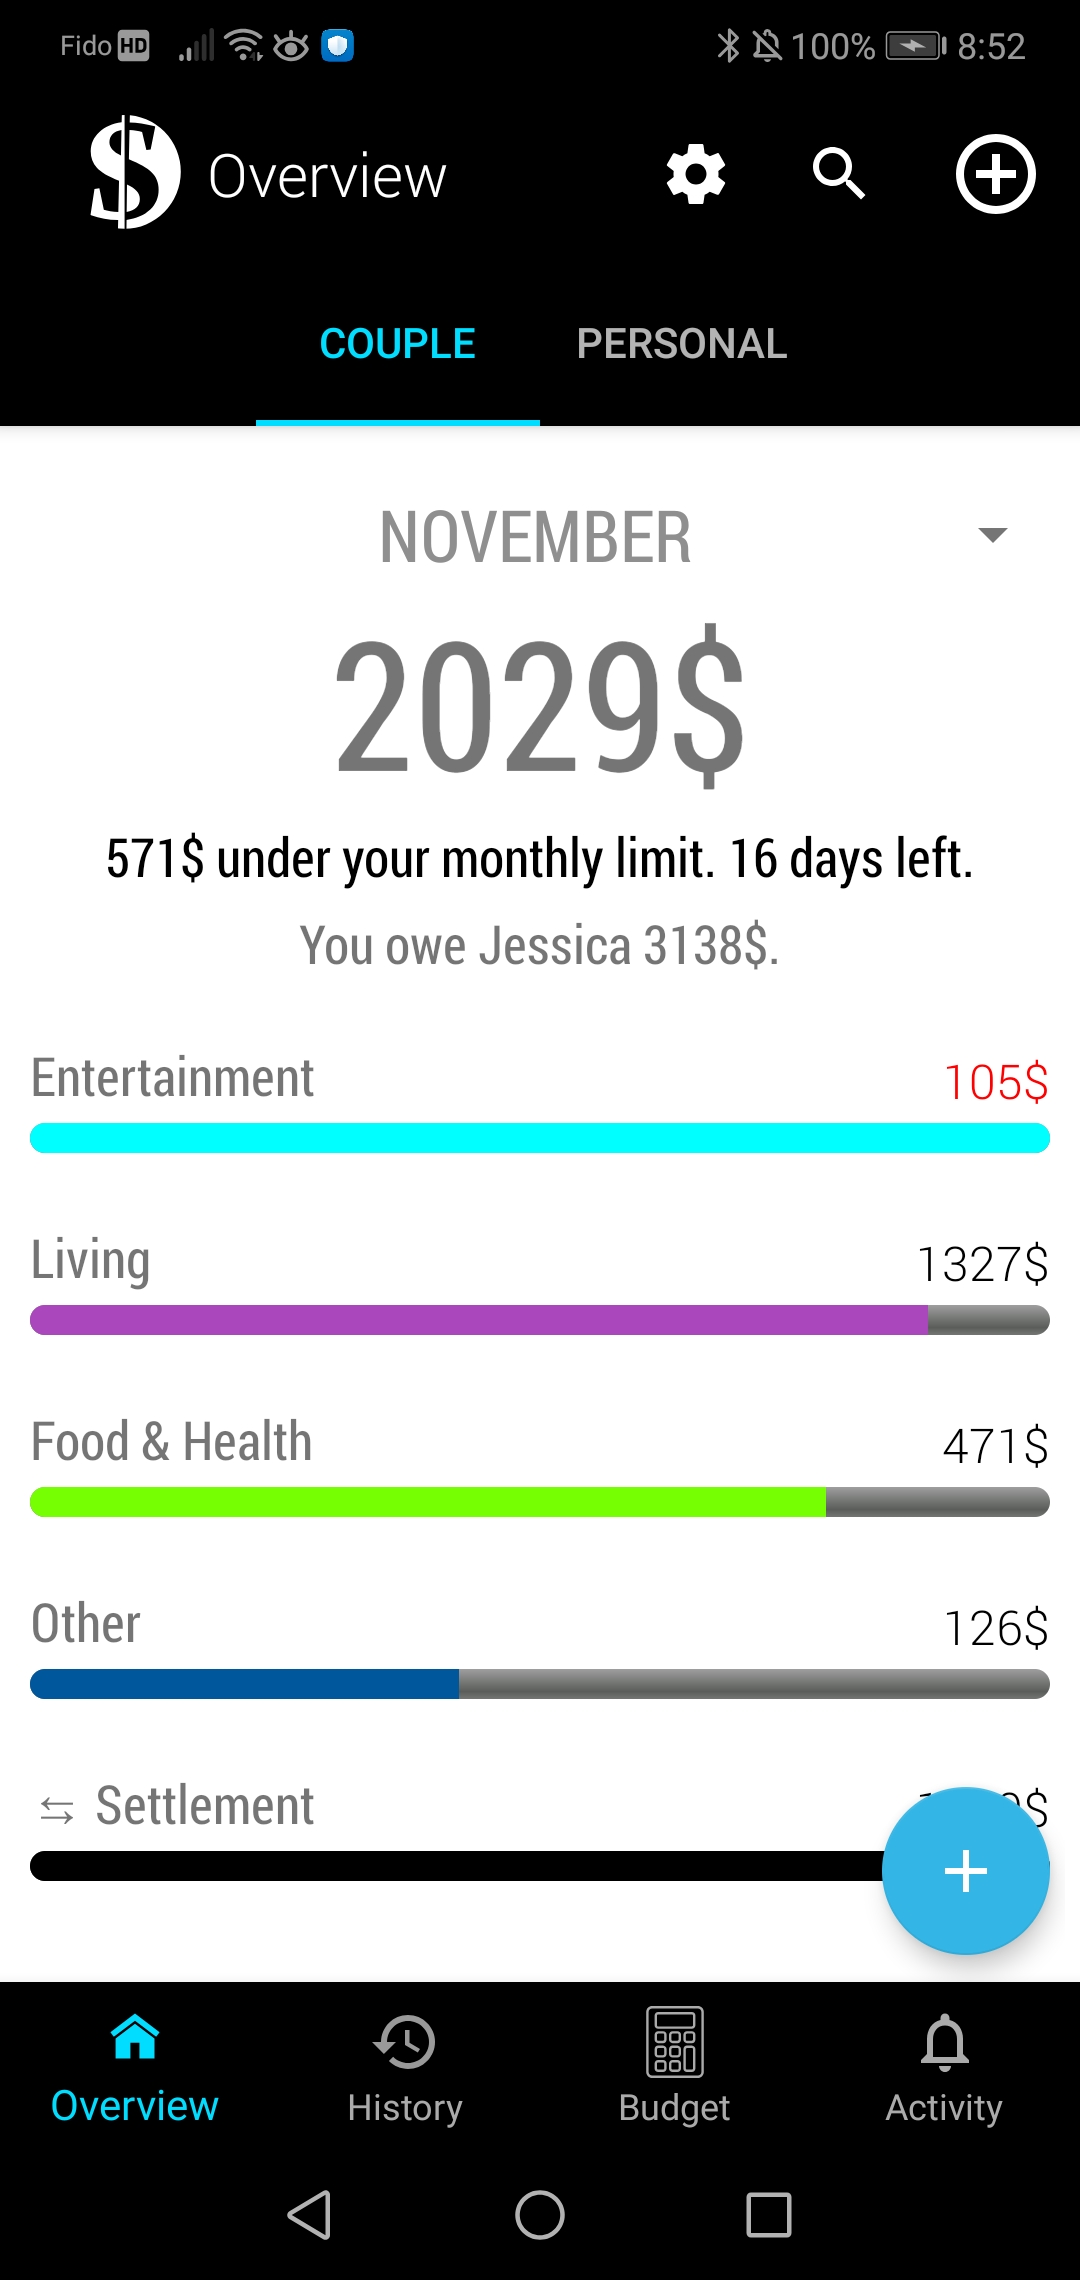 Fido HD 100% 8:52
$ Overview
COUPLE PERSONAL
NOVEMBER
2029$
571$ under your monthly limit. 16 days left.
You owe Jessica 3138$.
Entertainment 105$
Living 1327$
Food & Health 471$
Other 126$
Settlement
Overview History Budget Activity